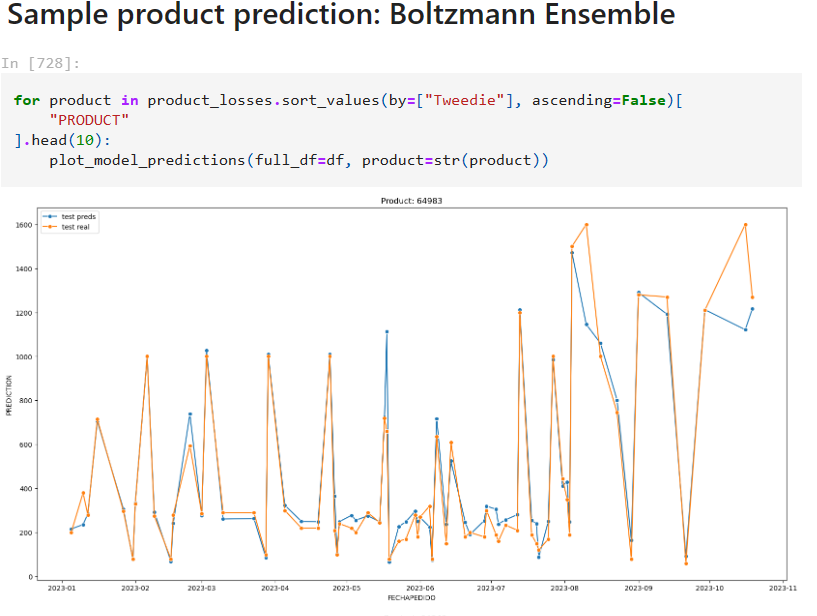 Sample product prediction: Boltzmann Ensemble
In [728]:
for product in product_losses.sort_values(by=["Tweedie"], ascending=False)[
"PRODUCT"
].head(10):
plot_model_predictions(full_df=df, product=str(product))
Product: 64983
test preds
test real
1600
1400
1200
1000
800
600
400
200
0
PREDICTION
2023-01 2023-02 2023-03 2023-04 2023-05 2023-06 2023-07 2023-08 2023-09 2023-10 2023-11
FECHAPEDIDO